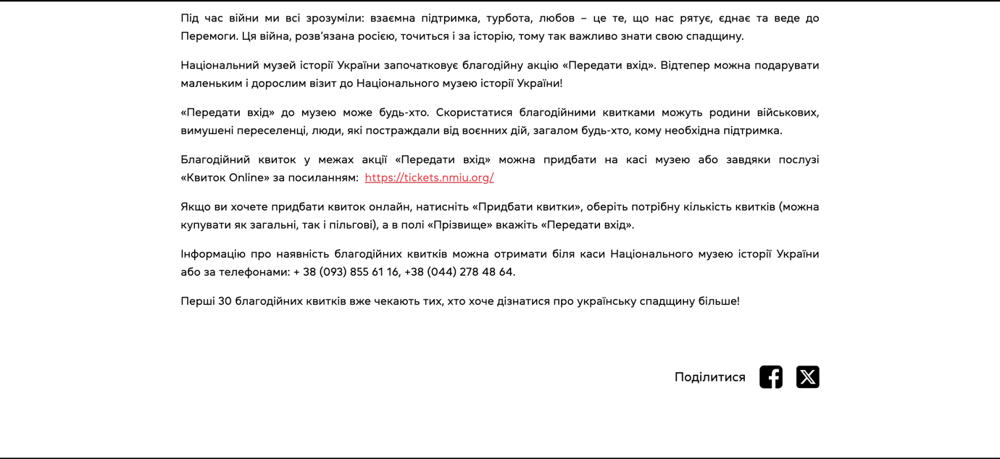 Під час війни ми всі зрозуміли: взаємна підтримка, турбота, любов – це те, що нас рятує, єднає та веде до
Перемоги. Ця війна, розв’язана росією, точиться і за історію, тому так важливо знати свою спадщину.
Національний музей історії України започатковує благодійну акцію «Передати вхід». Відтепер можна подарувати
маленьким і дорослим візит до Національного музею історії України!
«Передати вхід» до музею може будь-хто. Скористатися благодійними квитками можуть родини військових,
вимушені переселенці, люди, які постраждали від воєнних дій, загалом будь-хто, кому необхідна підтримка.
Благодійний квиток у межах акції «Передати вхід» можна придбати на касі музею або завдяки послузі
«Квиток Online» за посиланням: https://tickets.nmiu.org/
Якщо ви хочете придбати квиток онлайн, натисніть «Придбати квитки», оберіть потрібну кількість квитків (можна
купувати як загальні, так і пільгові), а в полі «Прізвище» вкажіть «Передати вхід».
Інформацію про наявність благодійних квитків можна отримати біля каси Національного музею історії України
або за телефонами: + 38 (093) 855 61 16, +38 (044) 278 48 64.
Перші 30 благодійних квитків вже чекають тих, хто хоче дізнатися про українську спадщину більше!
Поділитися